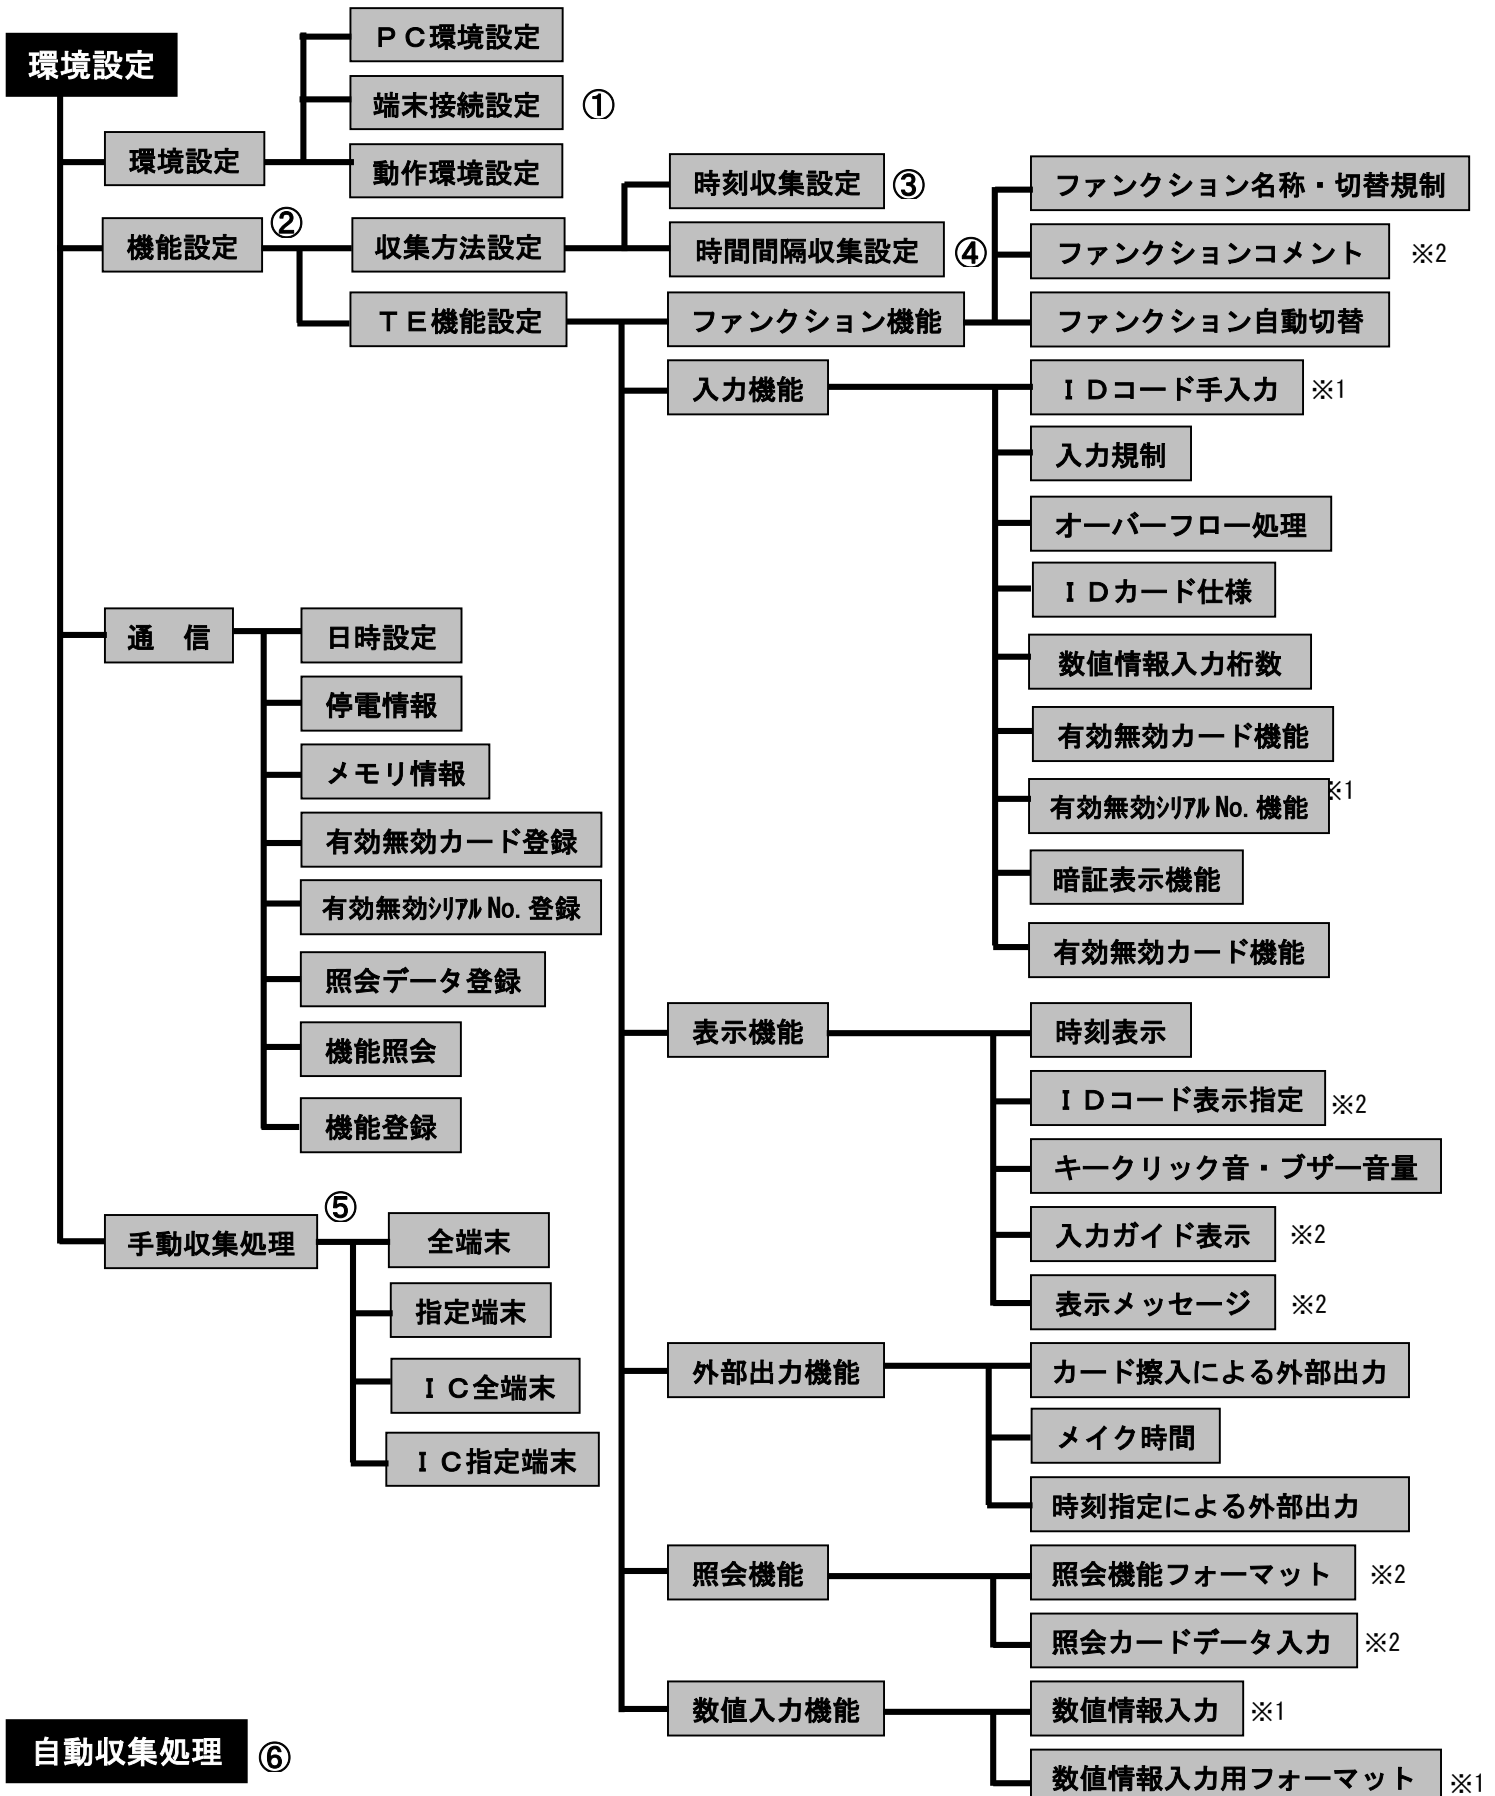 環境設定
環境設定
ＰＣ環境設定
端末接続設定 ①
動作環境設定
機能設定 ②
収集方法設定
時刻収集設定 ③
時間間隔収集設定 ④
ＴＥ機能設定
ファンクション機能
ファンクション名称・切替規制
ファンクションコメント ※2
ファンクション自動切替
入力機能
ＩＤコード手入力 ※1
入力規制
オーバーフロー処理
ＩＤカード仕様
数値情報入力桁数
有効無効カード機能
有効無効ｼﾘｱﾙ No. 機能 ※1
暗証表示機能
有効無効カード機能
表示機能
時刻表示
ＩＤコード表示指定 ※2
キークリック音・ブザー音量
入力ガイド表示 ※2
表示メッセージ ※2
外部出力機能
カード擦入による外部出力
メイク時間
時刻指定による外部出力
照会機能
照会機能フォーマット ※2
照会カードデータ入力 ※2
数値入力機能
数値情報入力 ※1
数値情報入力用フォーマット ※1
通　信
日時設定
停電情報
メモリ情報
有効無効カード登録
有効無効ｼﾘｱﾙ No. 登録
照会データ登録
機能照会
機能登録
手動収集処理 ⑤
全端末
指定端末
ＩＣ全端末
ＩＣ指定端末
自動収集処理 ⑥